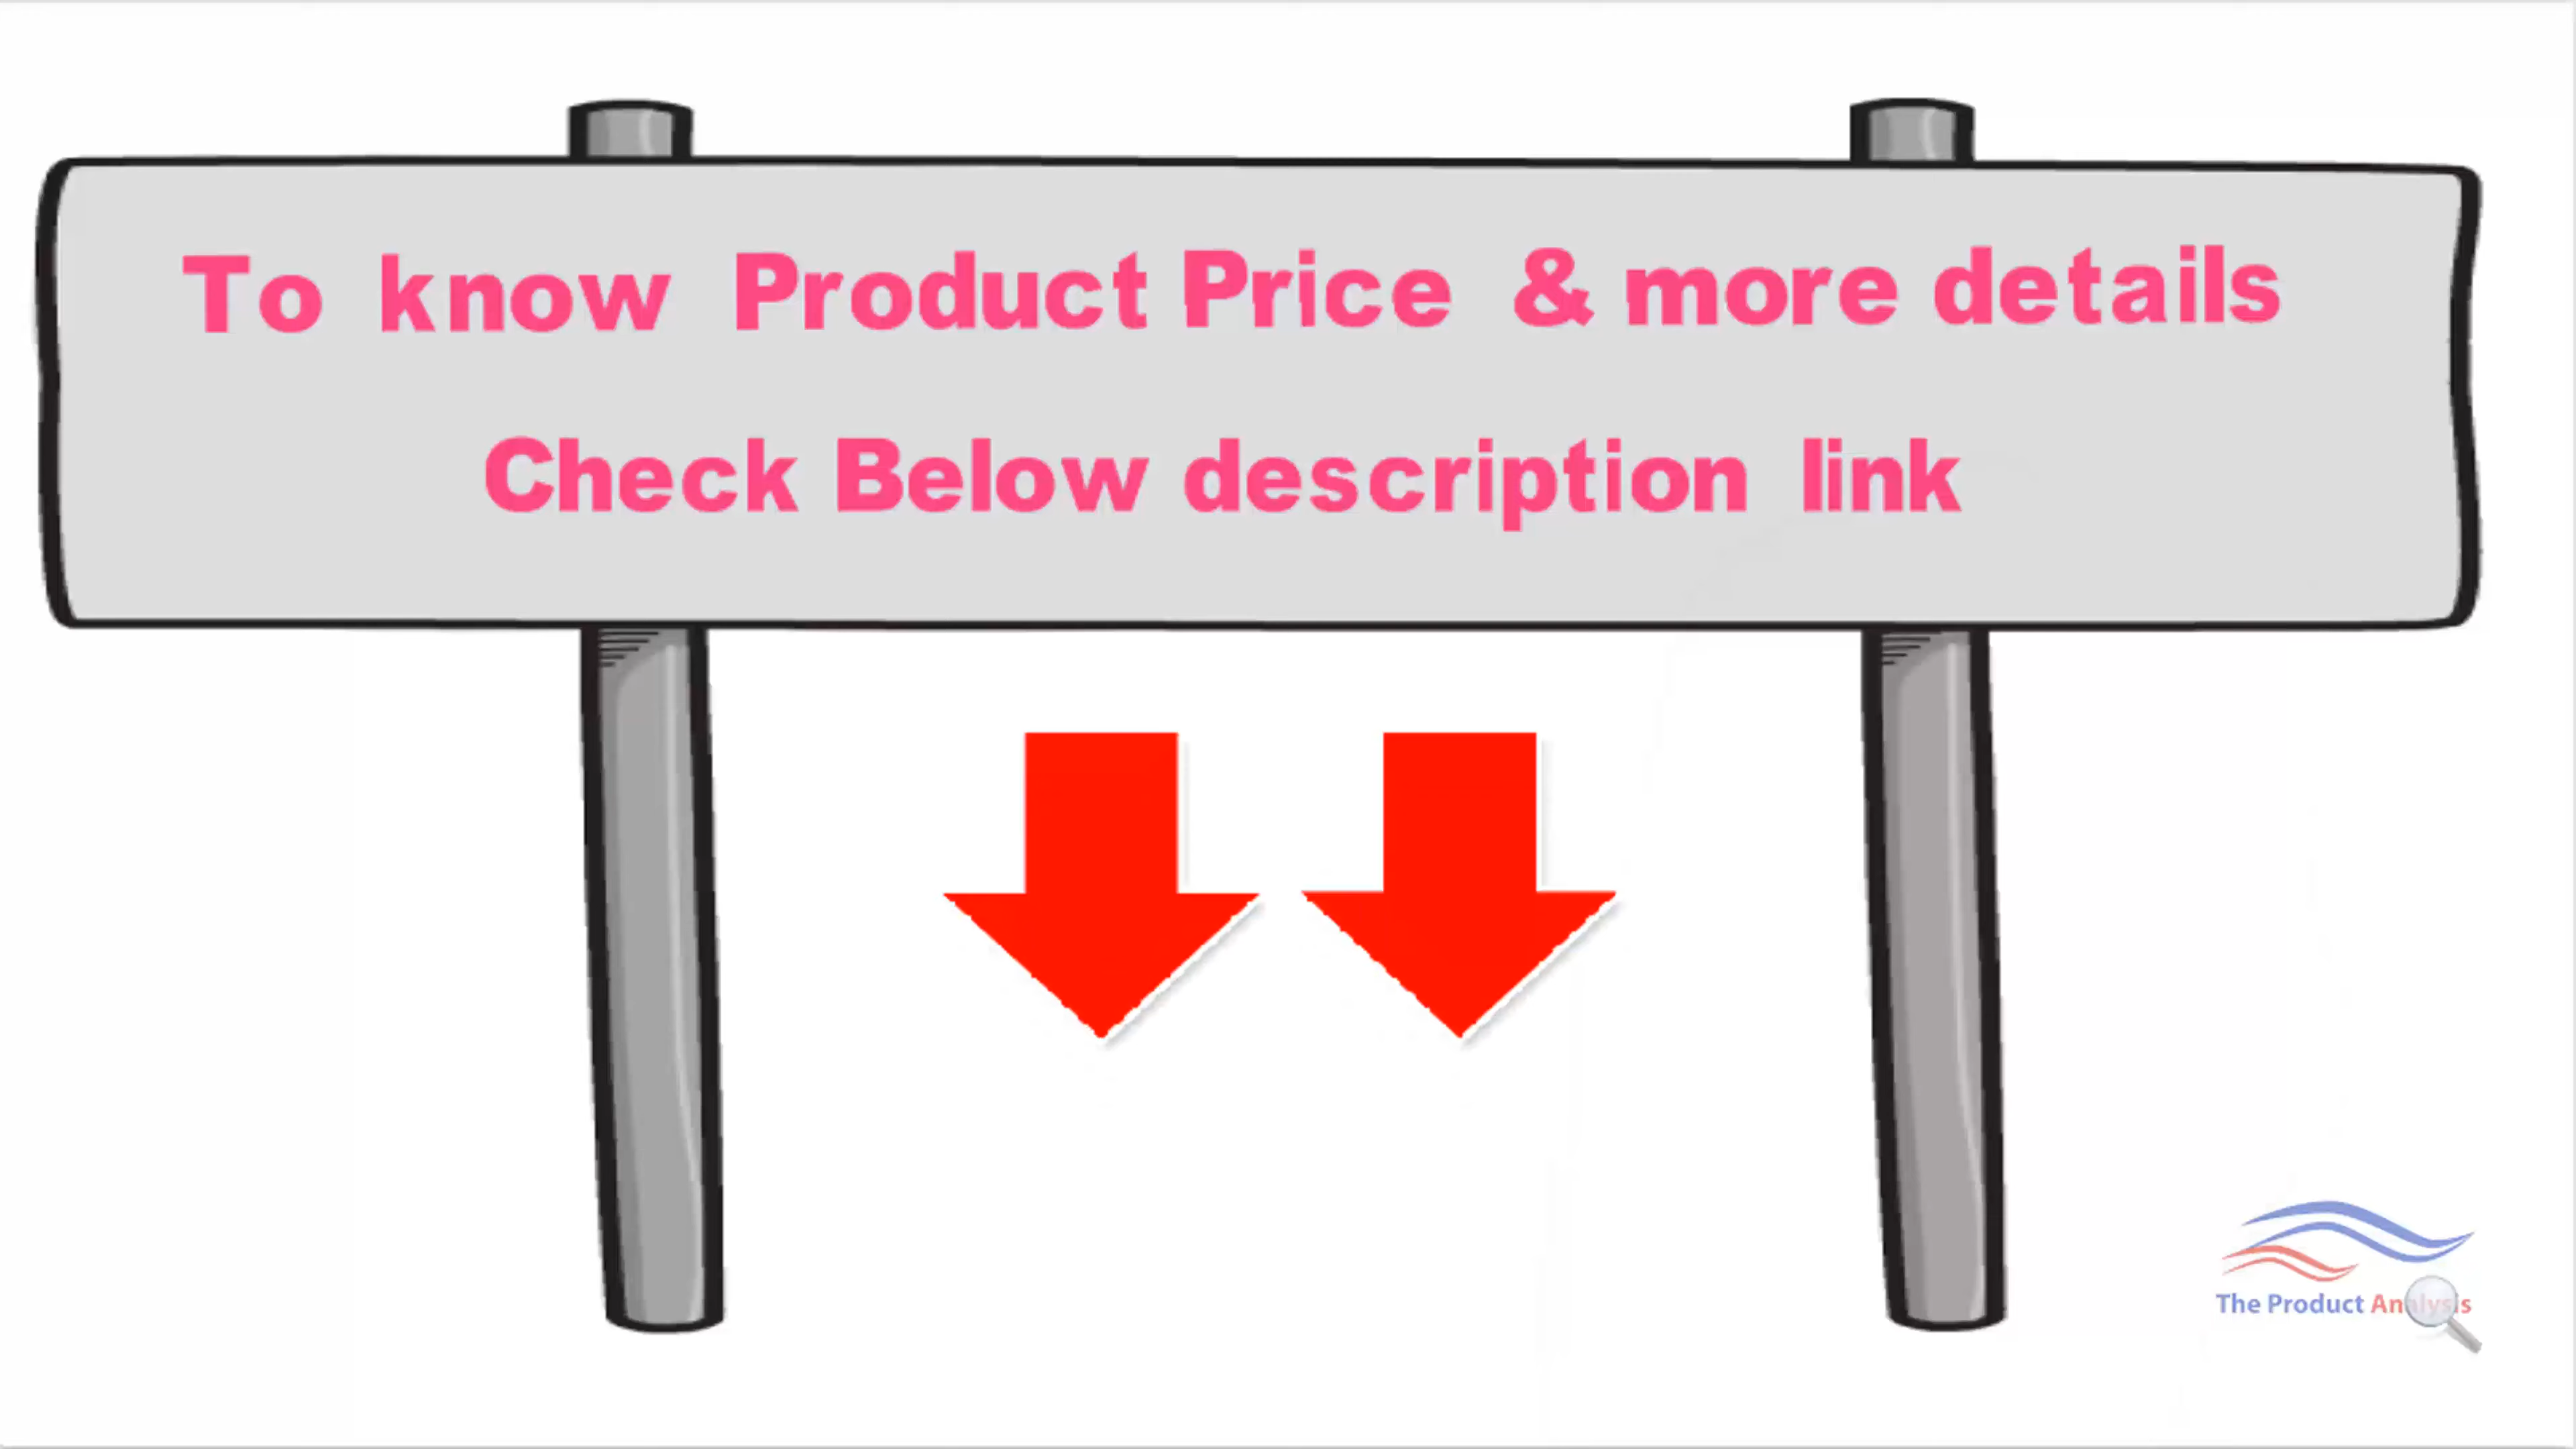 To know Product Price & more details
Check Below description link
The Product Analysis